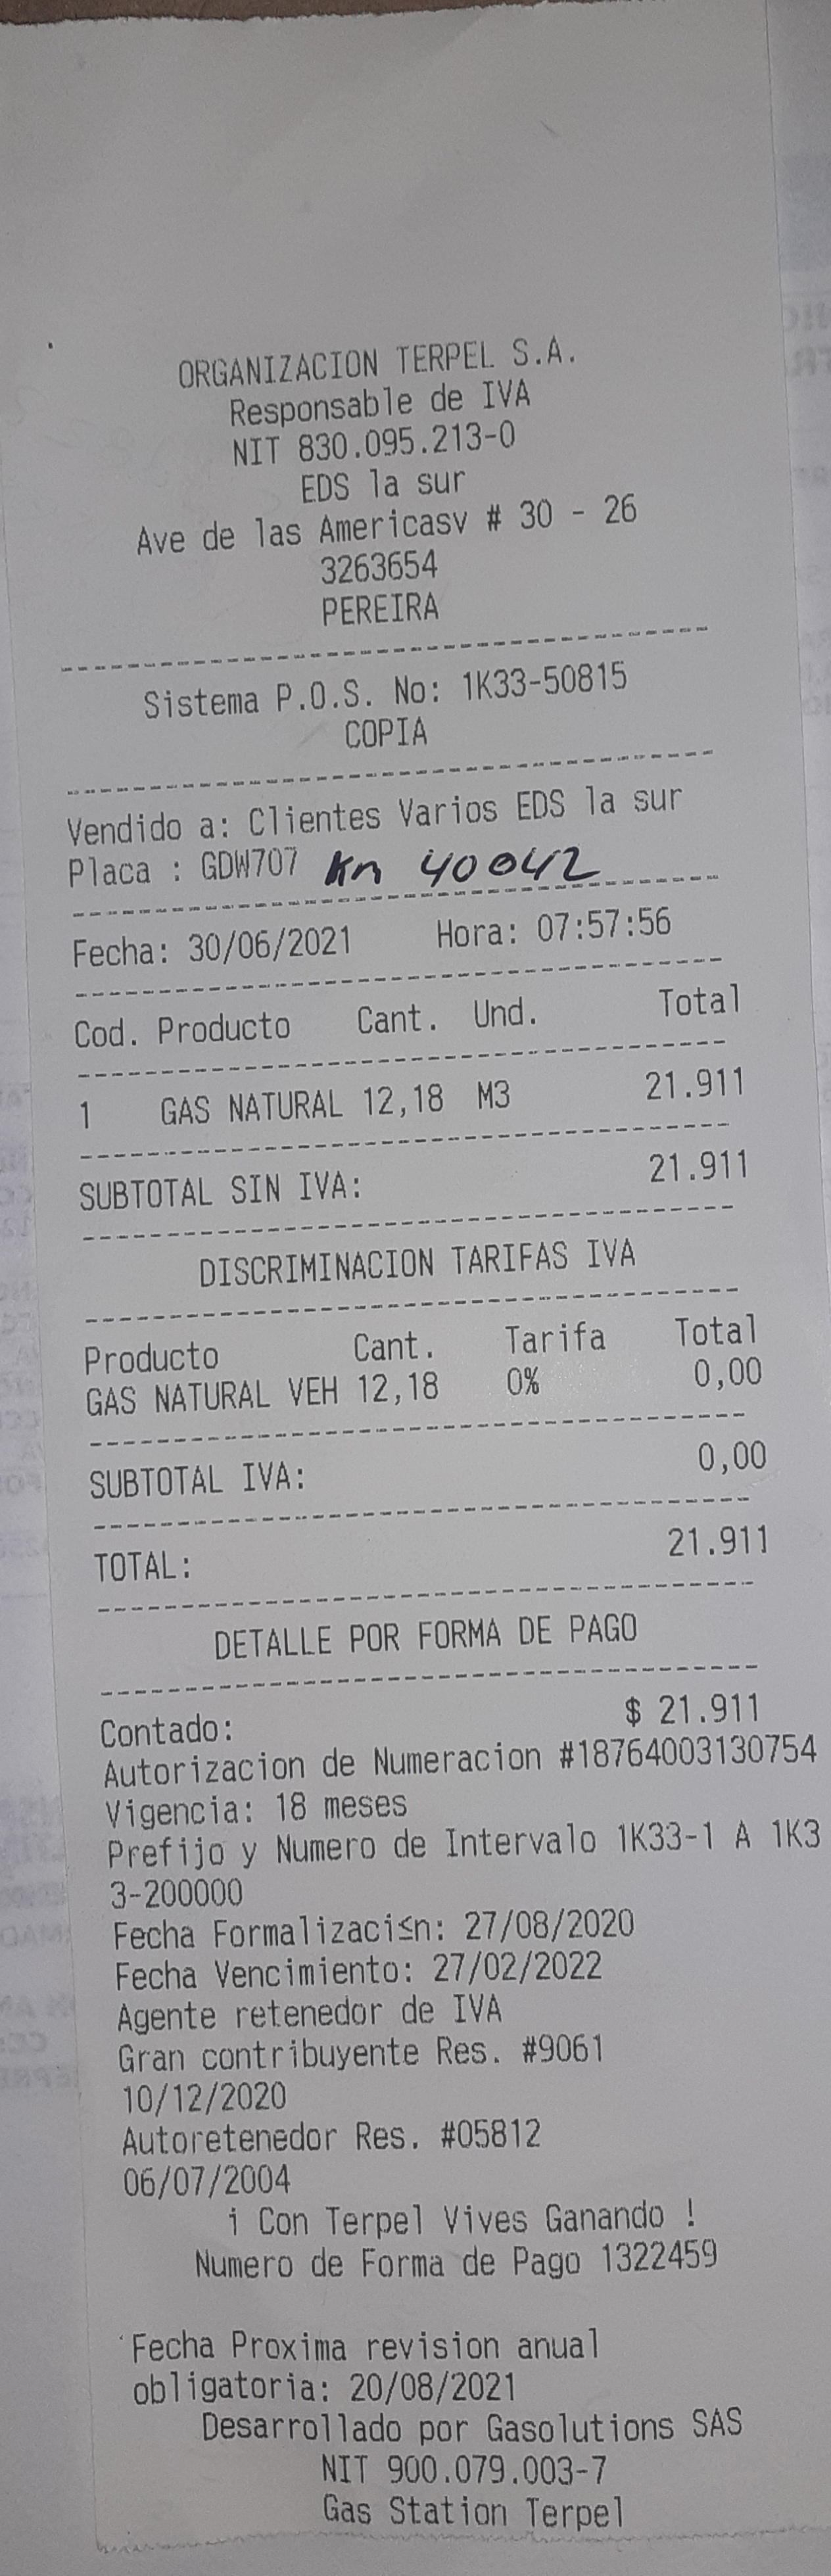 ORGANIZACION TERPEL S.A.
Responsable de IVA
NIT 830.095.213-0
EDS la sur
Ave de las Americasv # 30 - 26
3263654
PEREIRA
Sistema P.O.S. No: 1K33-50815
COPIA
Vendido a: Clientes Varios EDS la sur
Placa : GDW707 Kn 40042
Fecha: 30/06/2021 Hora: 07:57:56
Cod. Producto Cant. Und. Total
1 GAS NATURAL 12,18 M3 21.911
SUBTOTAL SIN IVA: 21.911
DISCRIMINACION TARIFAS IVA
Producto Cant. Tarifa Total
GAS NATURAL VEH 12,18 0% 0,00
SUBTOTAL IVA: 0,00
TOTAL: 21.911
DETALLE POR FORMA DE PAGO
Contado: $ 21.911
Autorizacion de Numeracion #18764003130754
Vigencia: 18 meses
Prefijo y Numero de Intervalo 1K33-1 A 1K3
3-200000
Fecha Formalizaci≤n: 27/08/2020
Fecha Vencimiento: 27/02/2022
Agente retenedor de IVA
Gran contribuyente Res. #9061
10/12/2020
Autoretenedor Res. #05812
06/07/2004
¡ Con Terpel Vives Ganando !
Numero de Forma de Pago 1322459
Fecha Proxima revision anual
obligatoria: 20/08/2021
Desarrollado por Gasolutions SAS
NIT 900.079.003-7
Gas Station Terpel